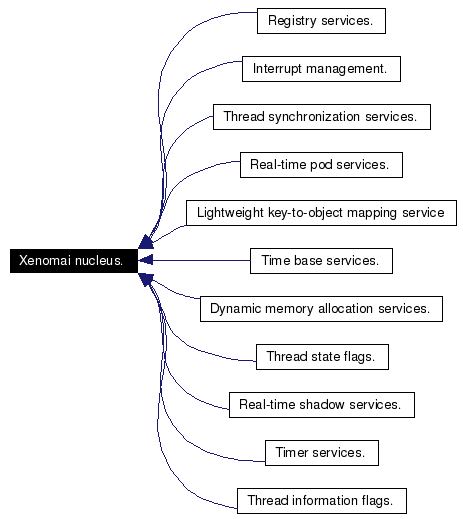 Registry services.
Interrupt management.
Thread synchronization services.
Real-time pod services.
Lightweight key-to-object mapping service
Xenomai nucleus.
Time base services.
Dynamic memory allocation services.
Thread state flags.
Real-time shadow services.
Timer services.
Thread information flags.